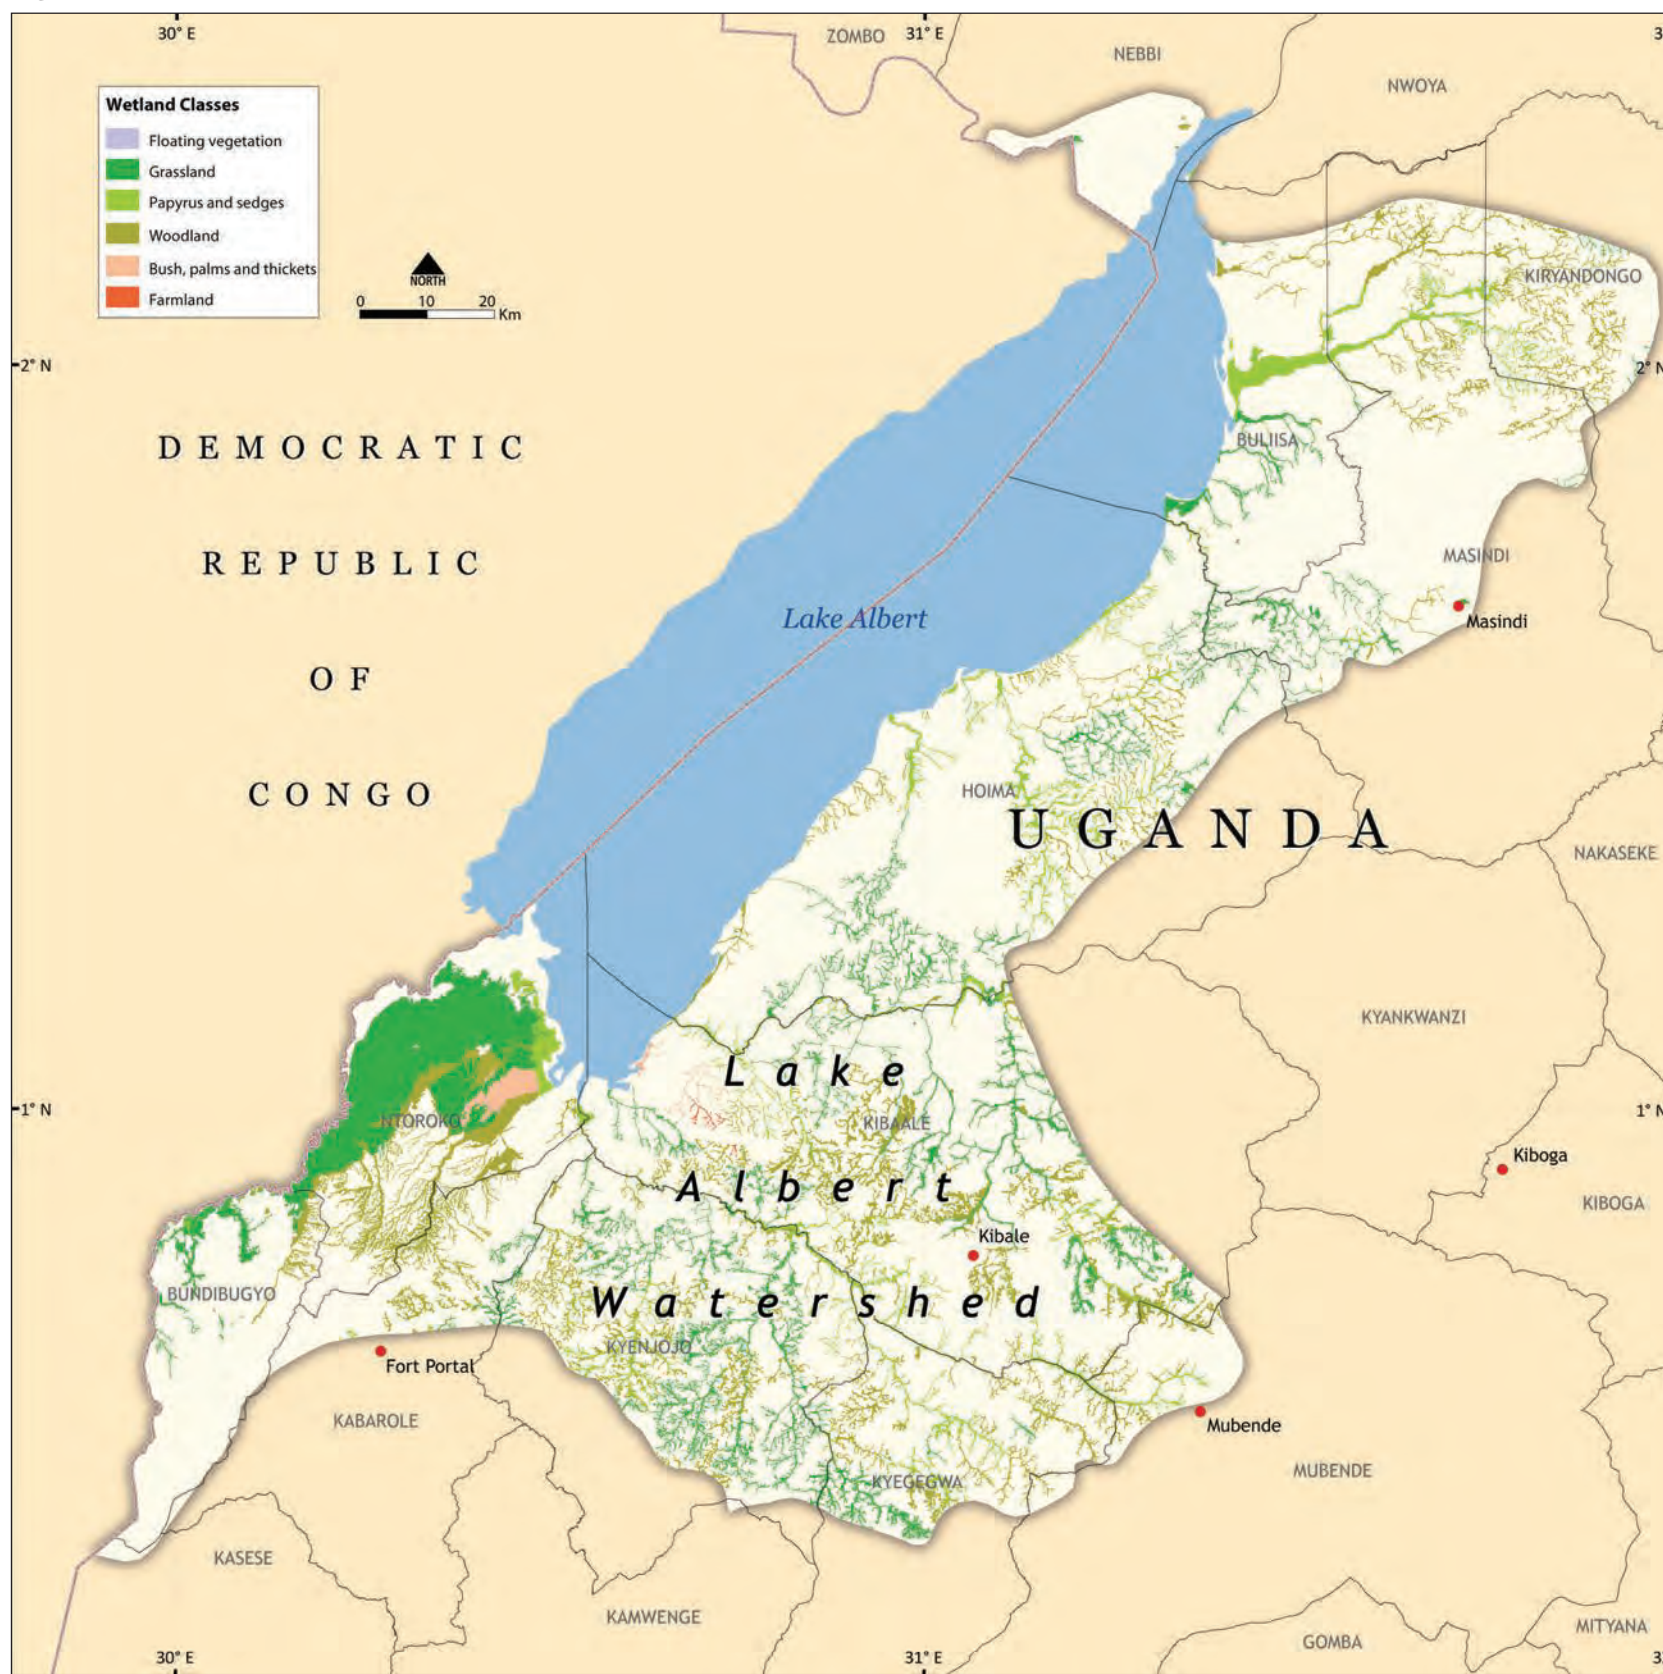 30° E
ZOMBO
31° E
NEBBI
NWOYA
Wetland Classes
Floating vegetation
Grassland
Papyrus and sedges
Woodland
Bush, palms and thickets
Farmland
NORTH
0 10 20
Km
KIRYANDONGO
2° N
2° N
DEMOCRATIC
REPUBLIC
OF
CONGO
BULIISA
MASINDI
Masindi
Lake Albert
HOIMA
UGANDA
NAKASEKE
KYANKWANZI
Lake
Albert
Watershed
1° N
1° N
NTOROKO
KIBAALE
Kiboga
KIBOGA
Kibale
BUNDIBUGYO
KYENJOJO
Fort Portal
KABAROLE
Mubende
MUBENDE
KYEGEGWA
KASESE
KAMWENGE
GOMBA
MITYANA
30° E
31° E